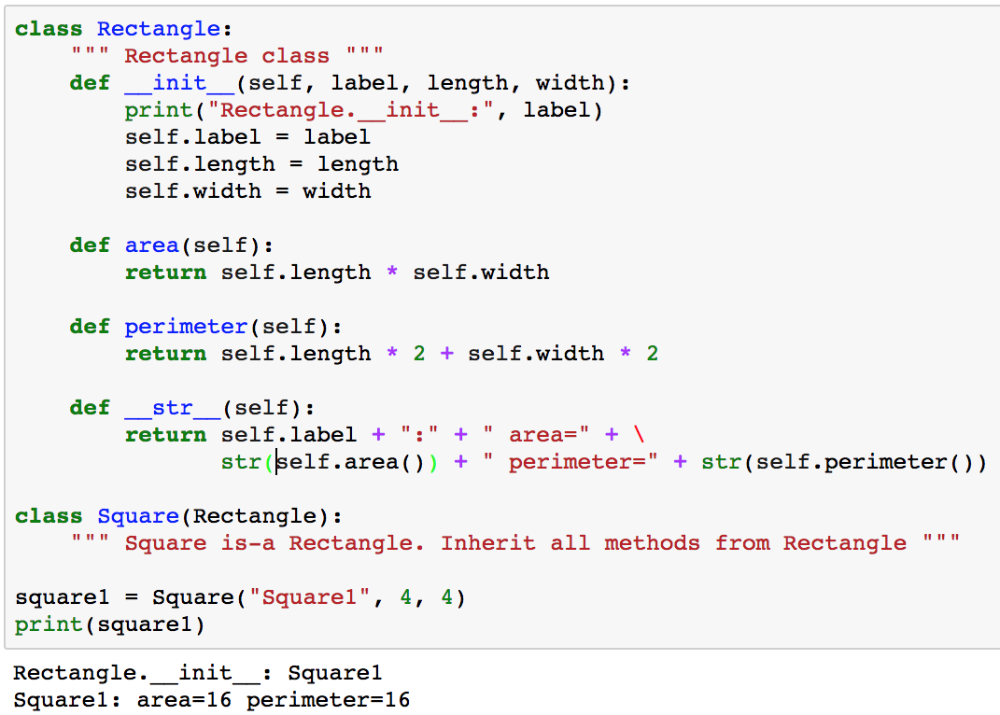 class Rectangle:
    """ Rectangle class """
    def __init__(self, label, length, width):
        print("Rectangle.__init__:", label)
        self.label = label
        self.length = length
        self.width = width

    def area(self):
        return self.length * self.width

    def perimeter(self):
        return self.length * 2 + self.width * 2

    def __str__(self):
        return self.label + ":" + " area=" + \
               str(self.area()) + " perimeter=" + str(self.perimeter())

class Square(Rectangle):
    """ Square is-a Rectangle. Inherit all methods from Rectangle """

square1 = Square("Square1", 4, 4)
print(square1)
Rectangle.__init__: Square1
Square1: area=16 perimeter=16